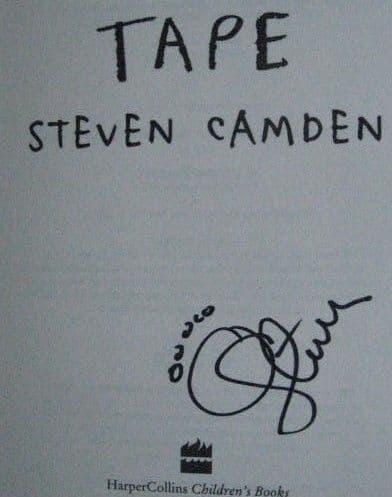 TAPE
STEVEN CAMDEN
HarperCollins Children's Books